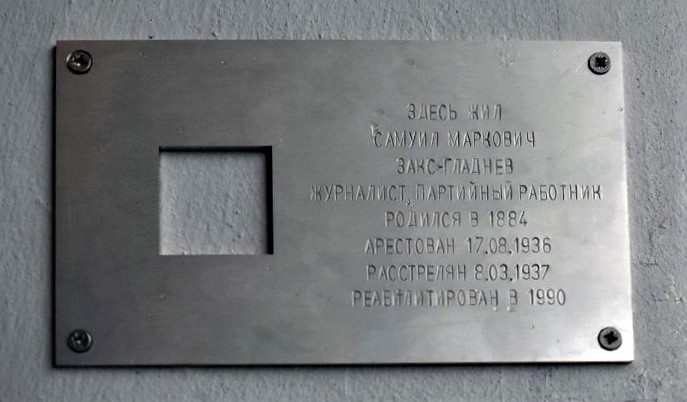 ЗДЕСЬ ЖИЛ
САМУИЛ МАРКОВИЧ
ЗАКС-ГЛАДНЕВ
ЖУРНАЛИСТ, ПАРТИЙНЫЙ РАБОТНИК
РОДИЛСЯ В 1884
АРЕСТОВАН 17.08.1936
РАССТРЕЛЯН 8.03.1937
РЕАБИЛИТИРОВАН В 1990